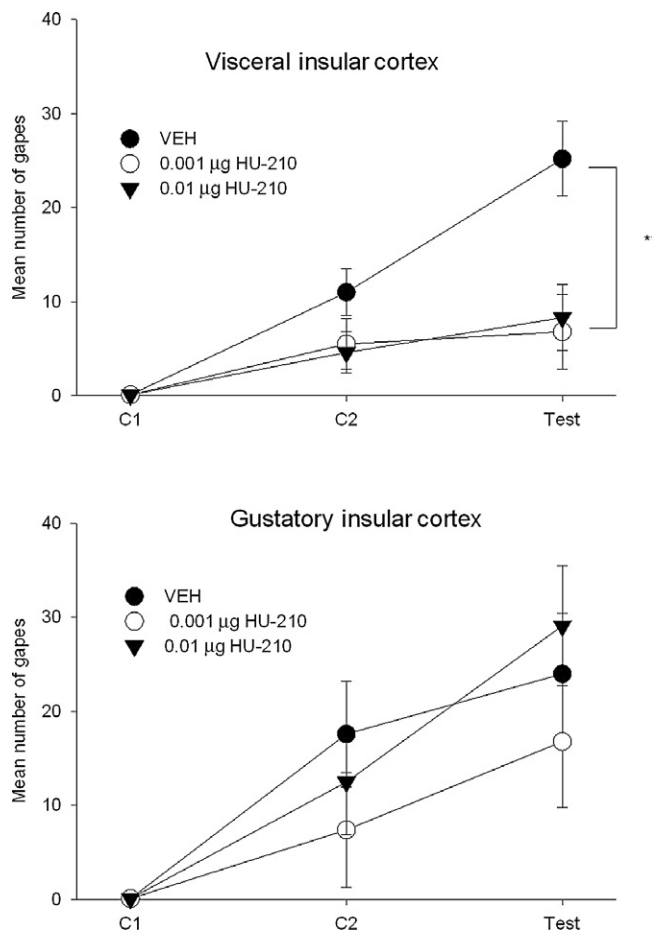 40
Visceral insular cortex
30
VEH
0.001 µg HU-210
0.01 µg HU-210
20
*
10
0
C1 C2 Test
Mean number of gapes
40
Gustatory insular cortex
VEH
30
0.001 µg HU-210
0.01 µg HU-210
20
10
0
C1 C2 Test
Mean number of gapes